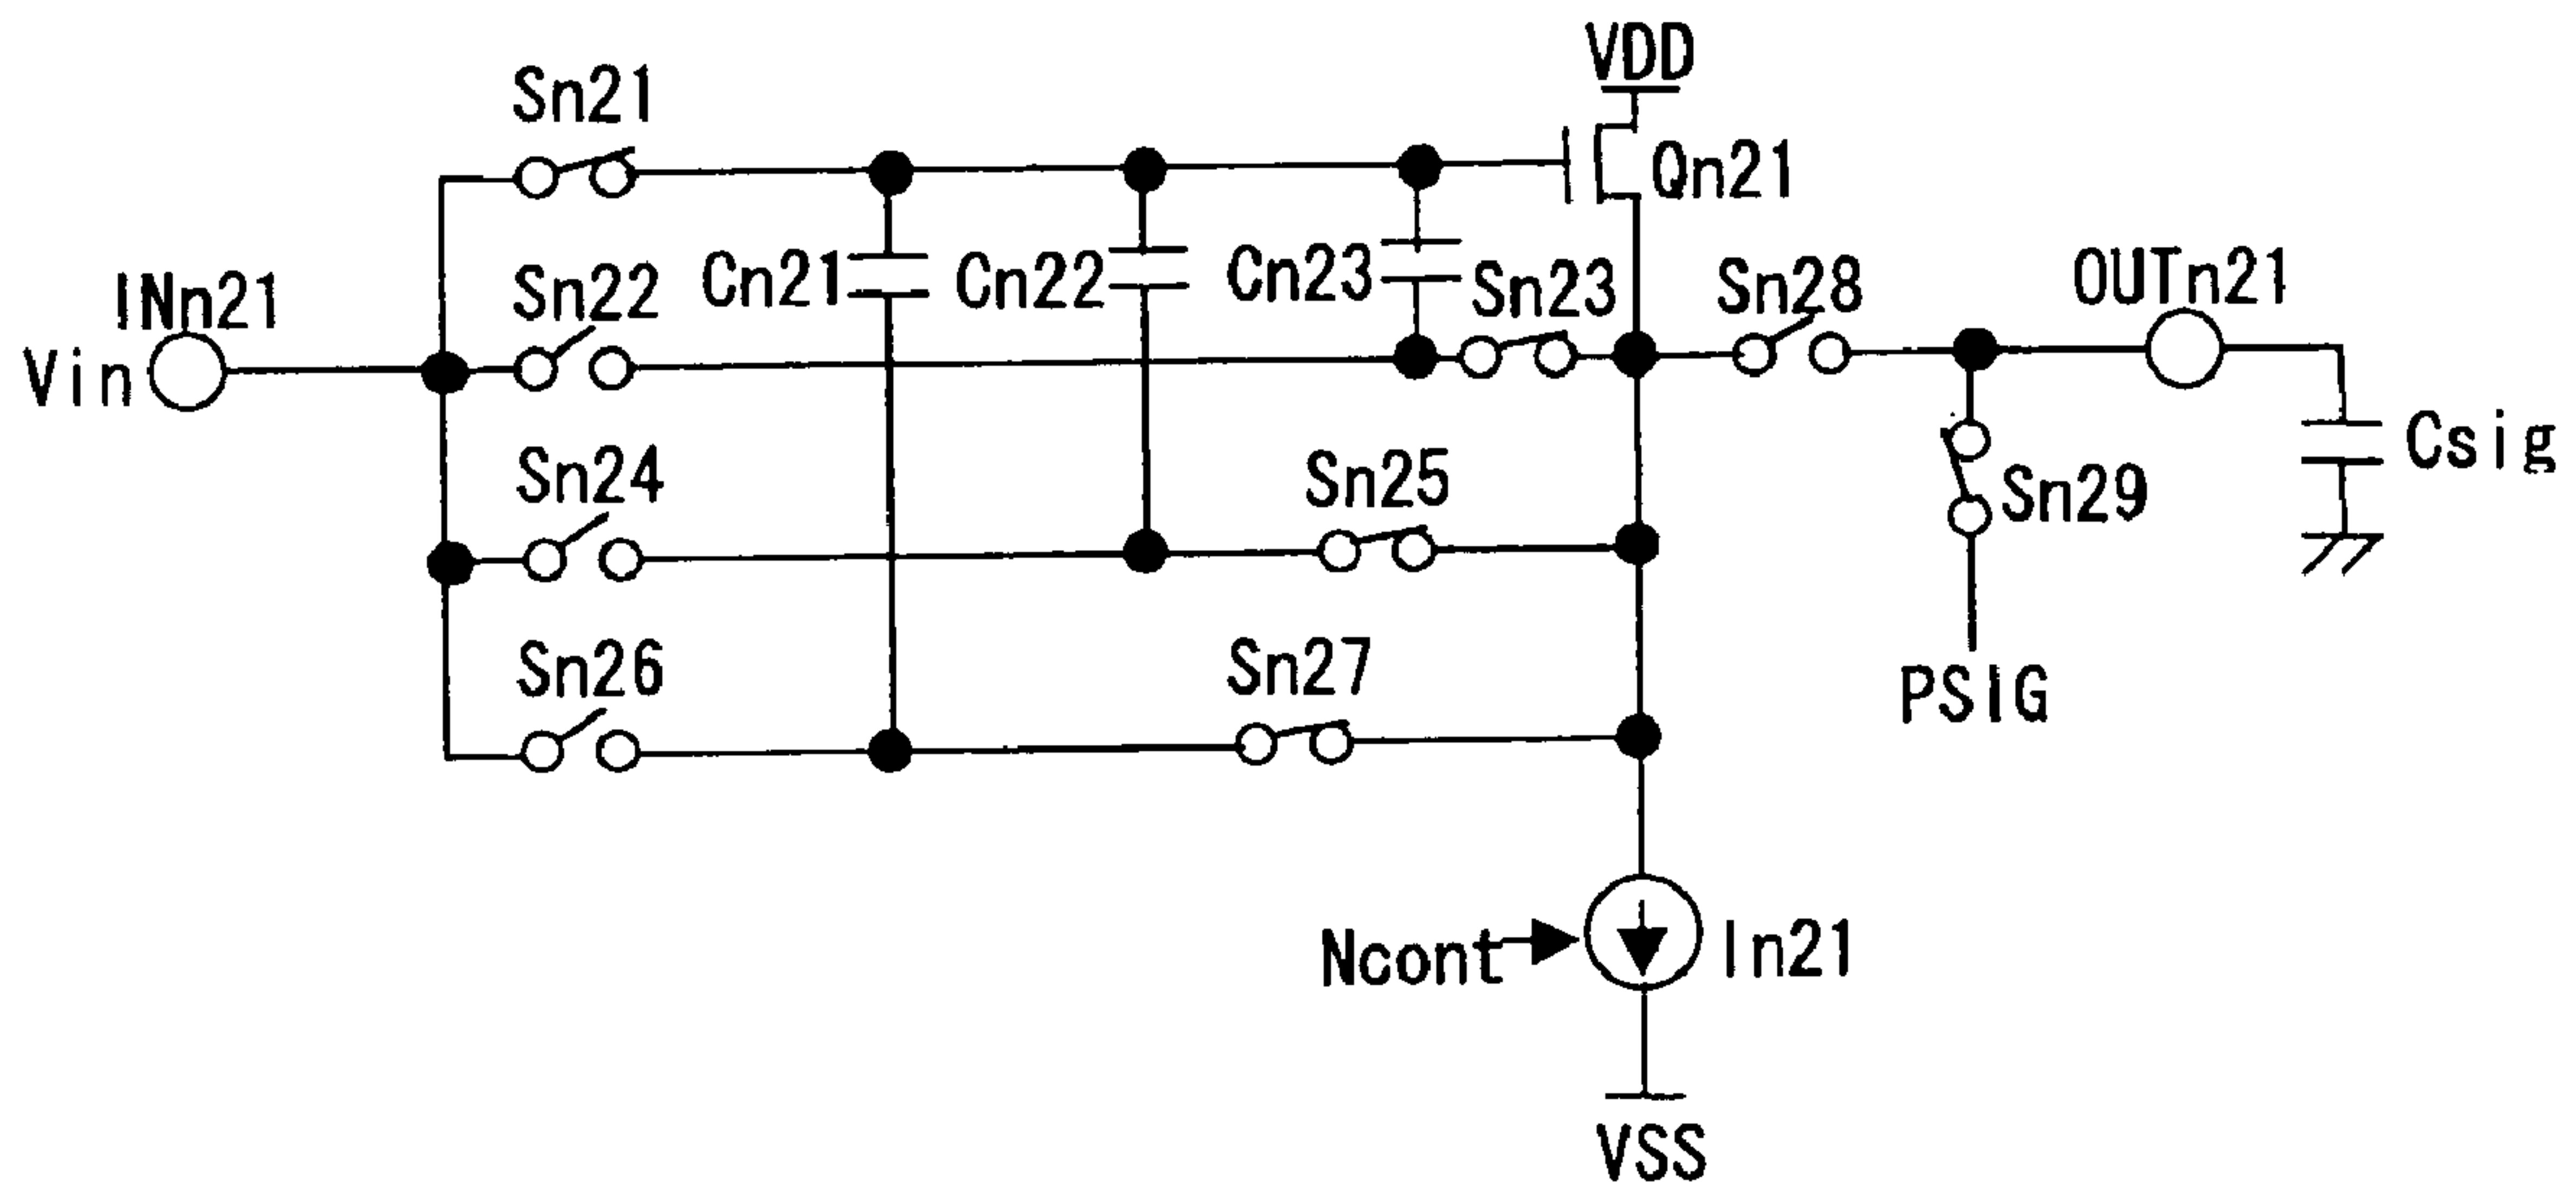 VDD
Sn21
Qn21
INn21
Sn22
Cn21
Cn22
Cn23
Sn23
Sn28
OUTn21
Vin
Csig
Sn24
Sn25
Sn29
Sn26
Sn27
PSIG
Ncont
In21
VSS